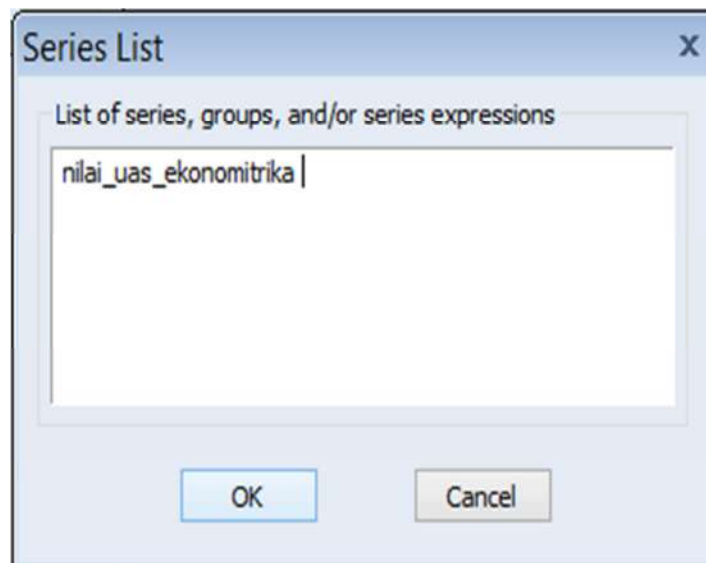 Series List
x
List of series, groups, and/or series expressions
nilai_uas_ekonomitrika
OK
Cancel